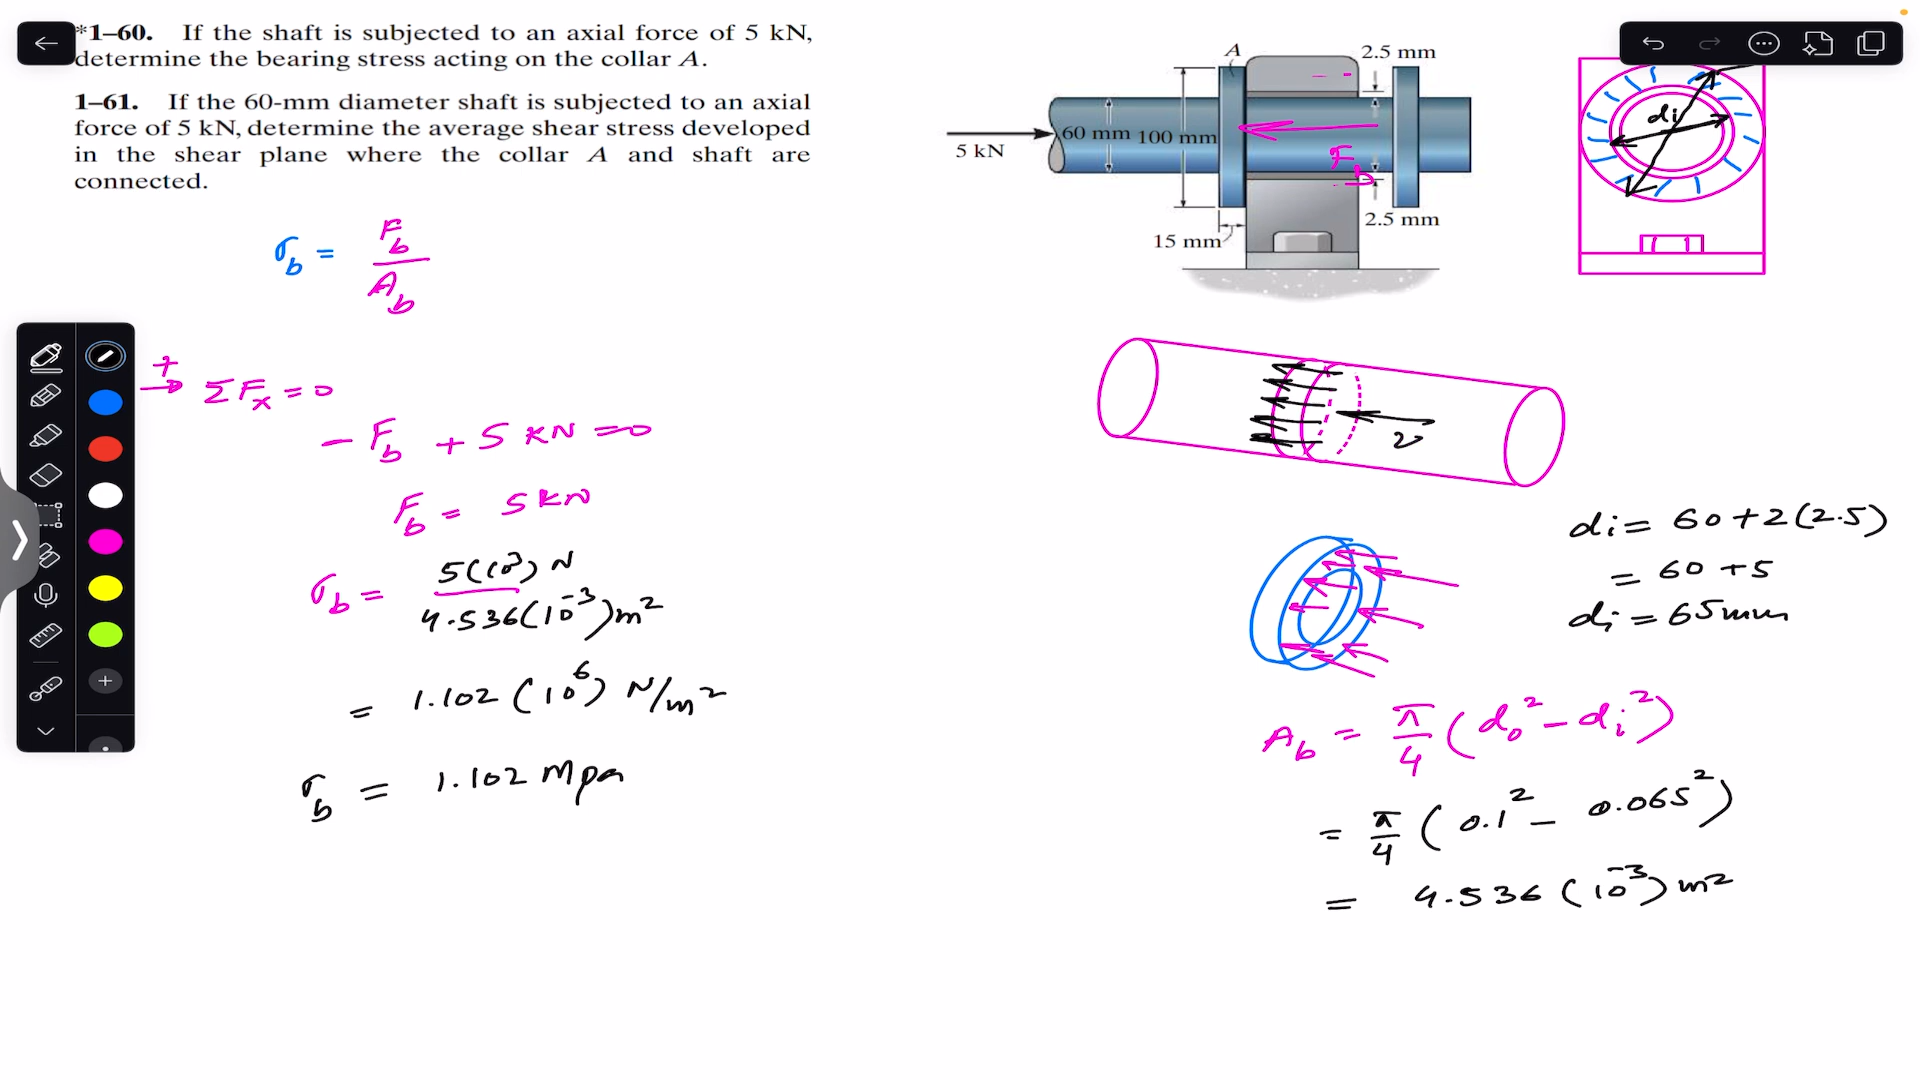 *1–60. If the shaft is subjected to an axial force of 5 kN,
determine the bearing stress acting on the collar A.
1–61. If the 60-mm diameter shaft is subjected to an axial
force of 5 kN, determine the average shear stress developed
in the shear plane where the collar A and shaft are
connected.
σb = Fb / Ab
+→ ΣFx = 0
− Fb + 5 kN = 0
Fb = 5 kN
σb = 5(10³) N / 4.536(10⁻³) m²
= 1.102 (10⁶) N/m²
σb = 1.102 Mpa
A
2.5 mm
60 mm 100 mm
5 kN
Fb
2.5 mm
15 mm
di
v
di = 60 + 2(2.5)
= 60 + 5
di = 65 mm
Ab = π/4 (do² − di²)
= π/4 (0.1² − 0.065²)
= 4.536 (10⁻³) m²